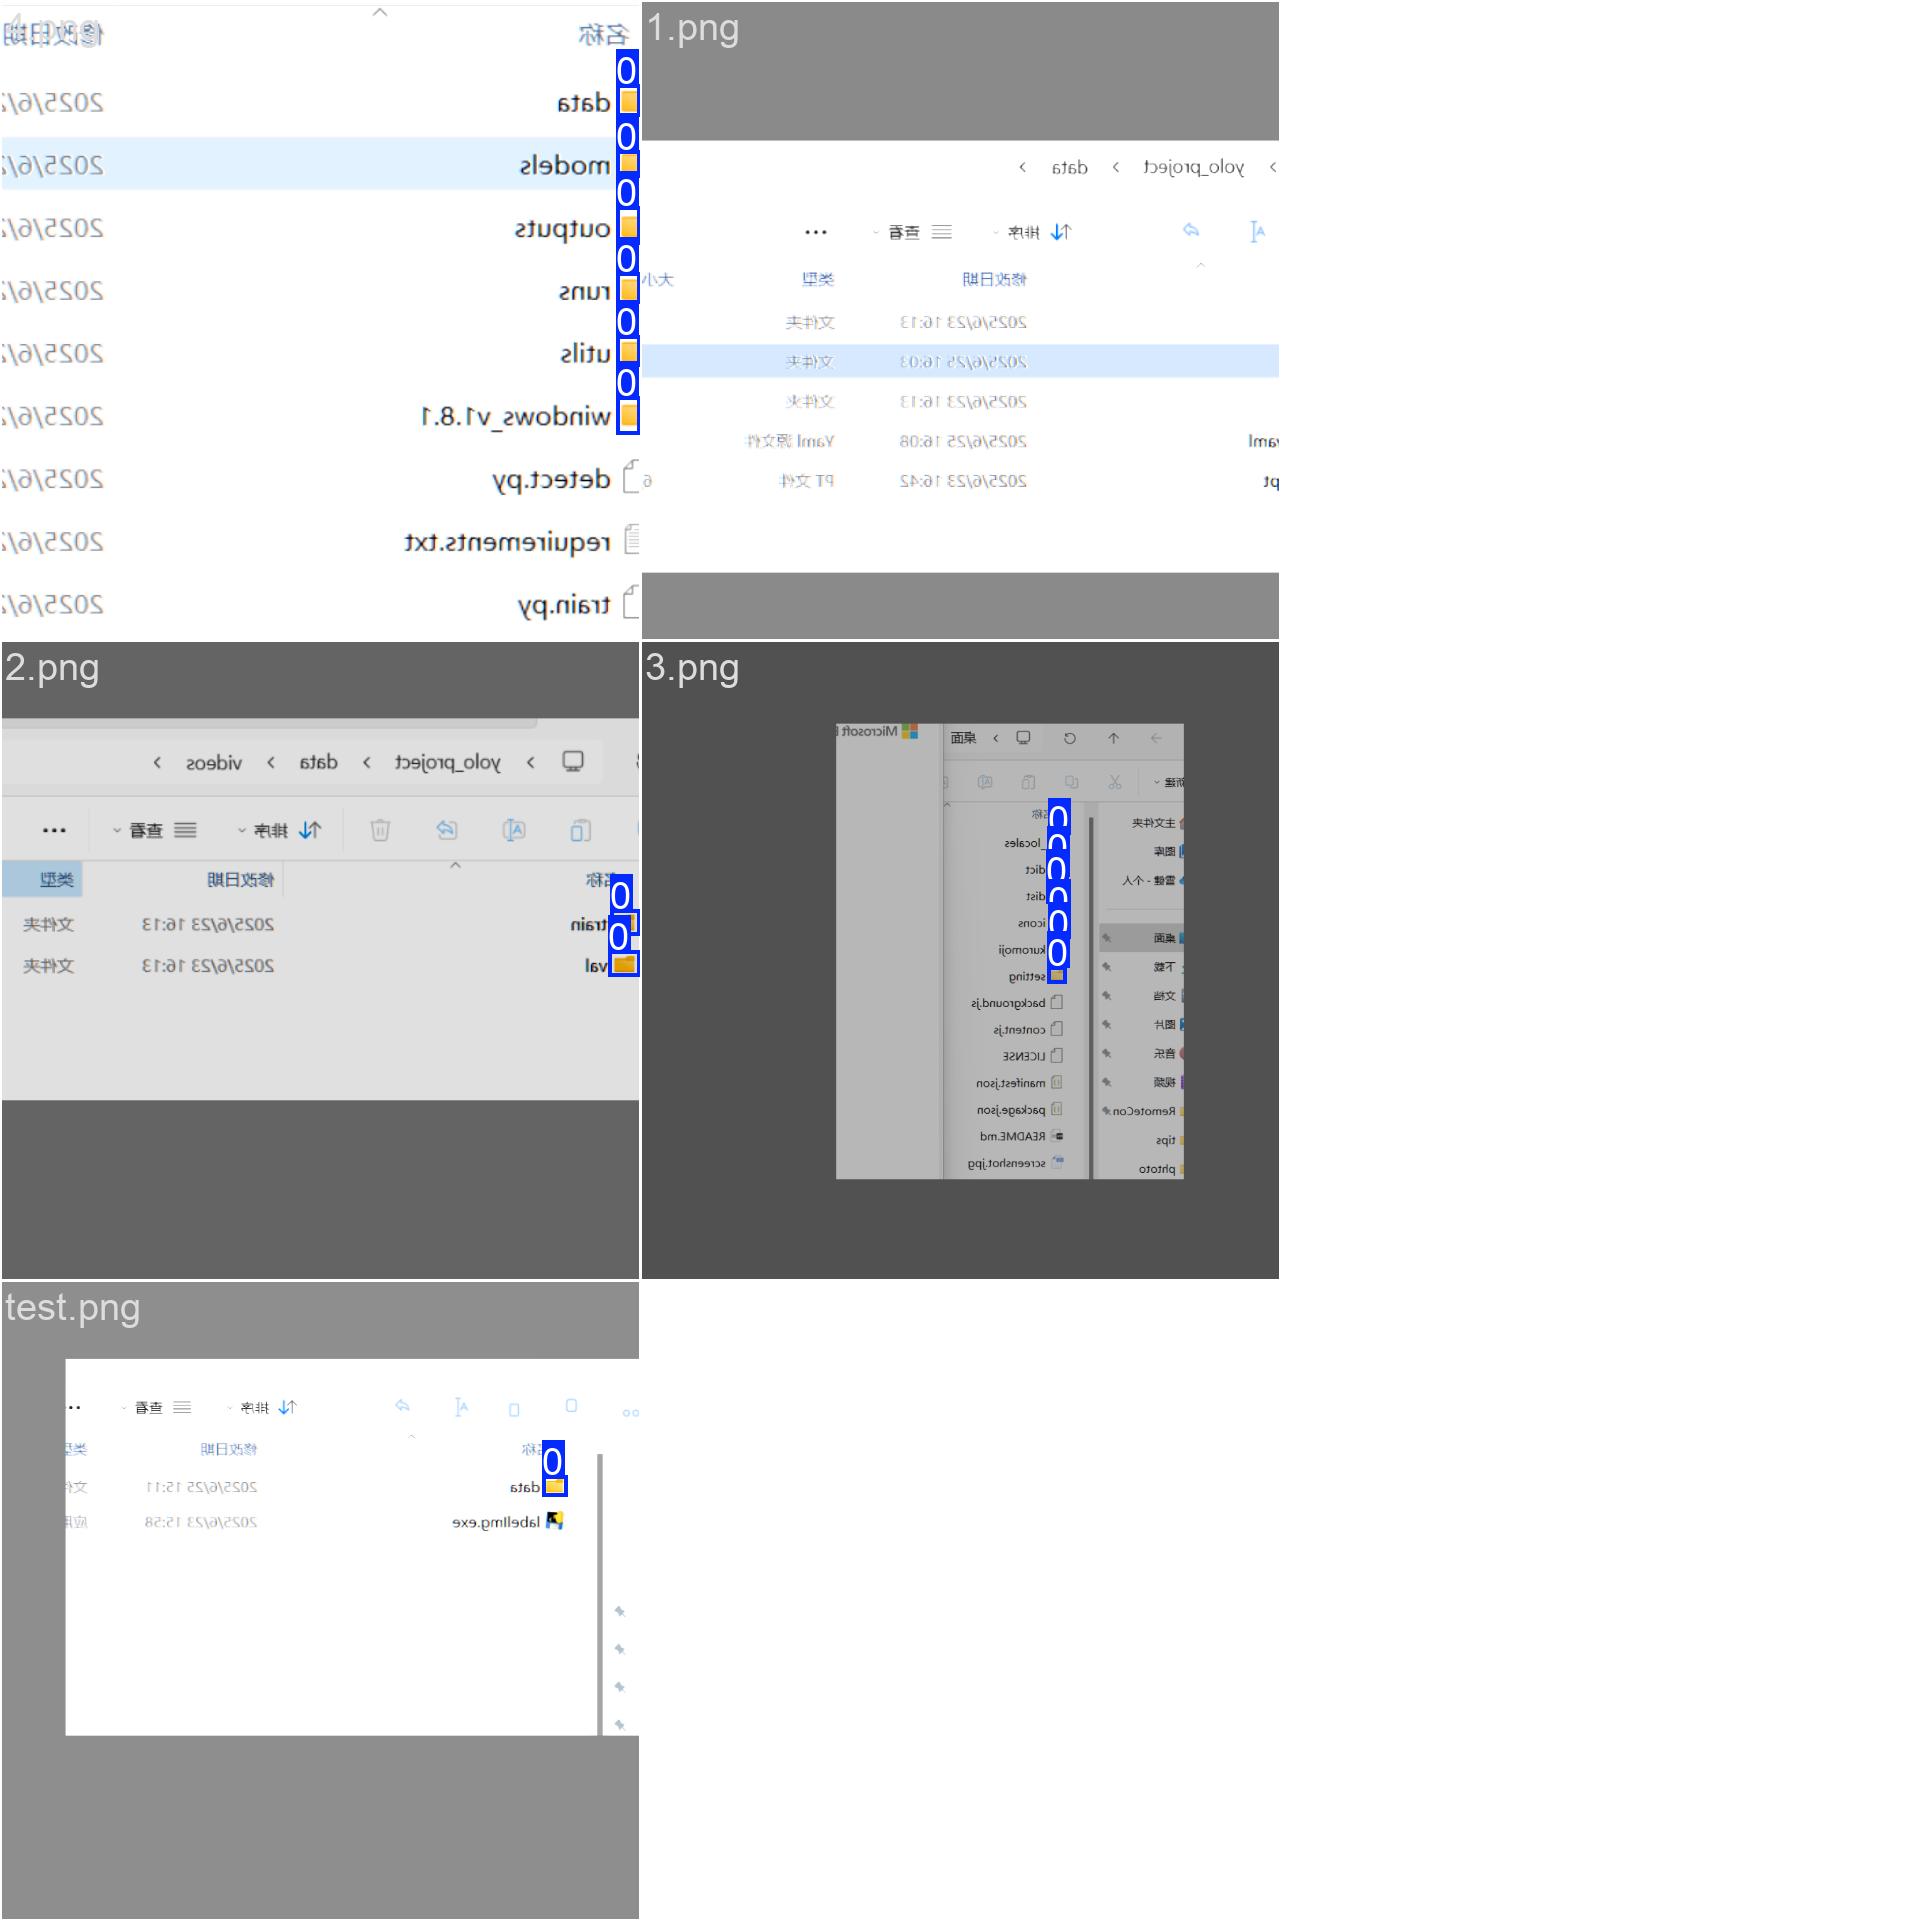 4.png
名称 修改日期
0
data 2025/6/2
0
models 2025/6/2
0
outputs 2025/6/2
0
runs 2025/6/2
0
utils 2025/6/2
0
windows_v1.8.1 2025/6/2
detect.py 2025/6/2
requirements.txt 2025/6/2
train.py 2025/6/2
1.png
yolo_project data
排序 查看 ...
修改日期 类型 大小
2025/6/23 16:13 文件夹
2025/6/25 16:03 文件夹
2025/6/23 16:13 文件夹
yaml 2025/6/25 16:08 Yaml 源文件
pt 2025/6/23 16:42 PT 文件 6
2.png
yolo_project data videos
排序 查看 ...
名称 修改日期 类型
0
train 2025/6/23 16:13 文件夹
0
val 2025/6/23 16:13 文件夹
3.png
Microsoft
桌面
新建
0
0
0
0
0
0
名称
_locales
dict
dist
icons
kuromoji
setting
background.js
content.js
LICENSE
manifest.json
package.json
README.md
screenshot.jpg
主文件夹
图库
个人
桌面
下载
文档
图片
音乐
视频
RemoteCon
tips
phtoto
test.png
排序 查看 ...
称 修改日期 类型
0
data 2025/6/25 15:11 文件
labelImg.exe 2025/6/23 15:58 应用